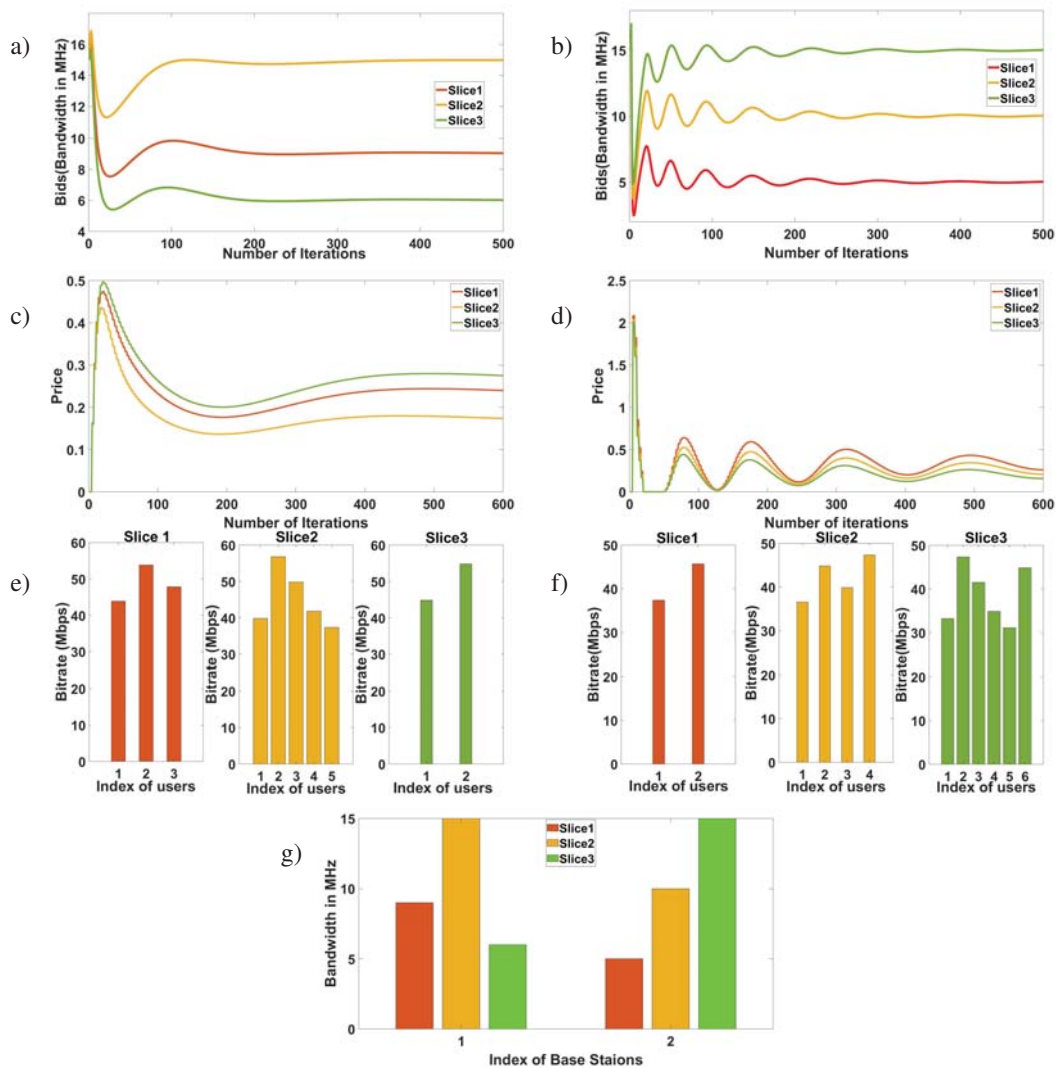 a)
Bids(Bandwidth in MHz)
16
14
12
10
8
6
4
0 100 200 300 400 500
Number of Iterations
Slice1
Slice2
Slice3
b)
Bids(Bandwidth in MHz)
15
10
5
0 100 200 300 400 500
Number of Iterations
Slice1
Slice2
Slice3
c)
Price
0.5
0.4
0.3
0.2
0.1
0
0 100 200 300 400 500 600
Number of Iterations
Slice1
Slice2
Slice3
d)
Price
2.5
2
1.5
1
0.5
0
0 100 200 300 400 500 600
Number of iterations
Slice1
Slice2
Slice3
e)
Slice 1
Bitrate (Mbps)
60
50
40
30
20
10
0
1 2 3
Index of users
Slice2
Bitrate (Mbps)
60
50
40
30
20
10
0
1 2 3 4 5
Index of users
Slice3
Bitrate (Mbps)
60
50
40
30
20
10
0
1 2
Index of users
f)
Slice1
Bitrate(Mbps)
50
40
30
20
10
0
1 2
Index of users
Slice2
Bitrate(Mbps)
50
40
30
20
10
0
1 2 3 4
Index of users
Slice3
Bitrate(Mbps)
50
40
30
20
10
0
1 2 3 4 5 6
Index of users
g)
Bandwidth in MHz
15
10
5
0
1 2
Index of Base Staions
Slice1
Slice2
Slice3